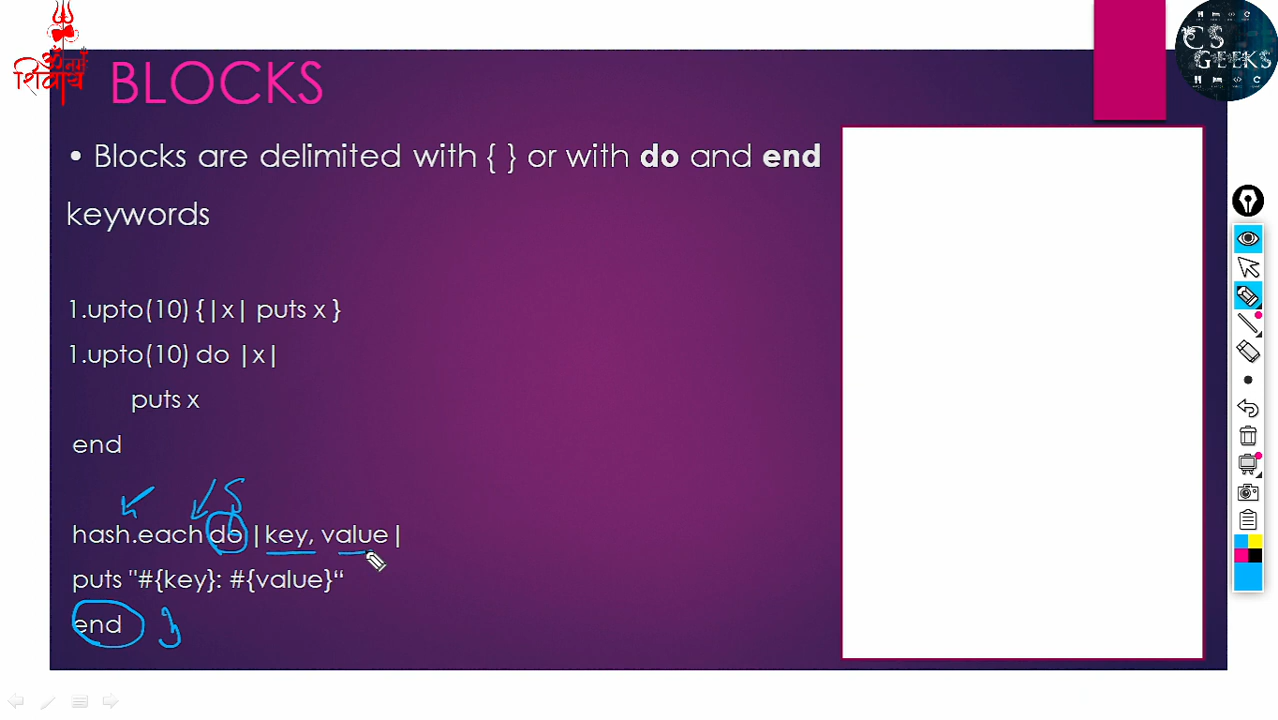 ॐ नमः
शिवाय
CS
GEEKS
BLOCKS
• Blocks are delimited with { } or with do and end
keywords
1.upto(10) {|x| puts x }
1.upto(10) do |x|
puts x
end
hash.each do |key, value|
puts "#{key}: #{value}“
end }